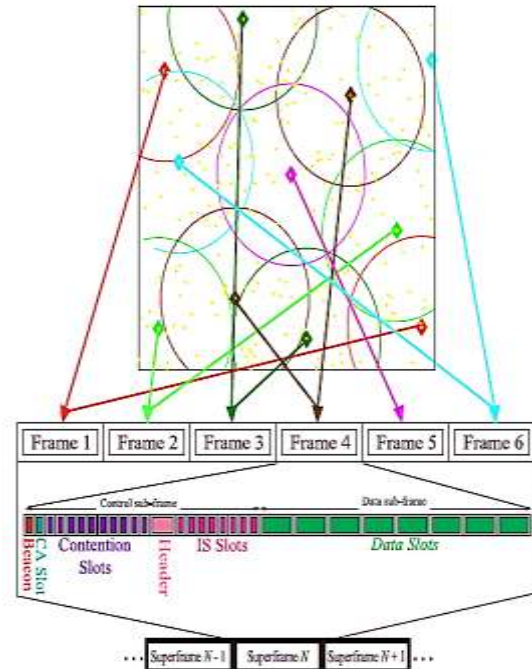 Frame 1 Frame 2 Frame 3 Frame 4 Frame 5 Frame 6
Control sub-frame Data sub-frame
Beacon
CA Slot
Contention Slots
Header
IS Slots
Data Slots
... Superframe N - 1 Superframe N Superframe N + 1 ...